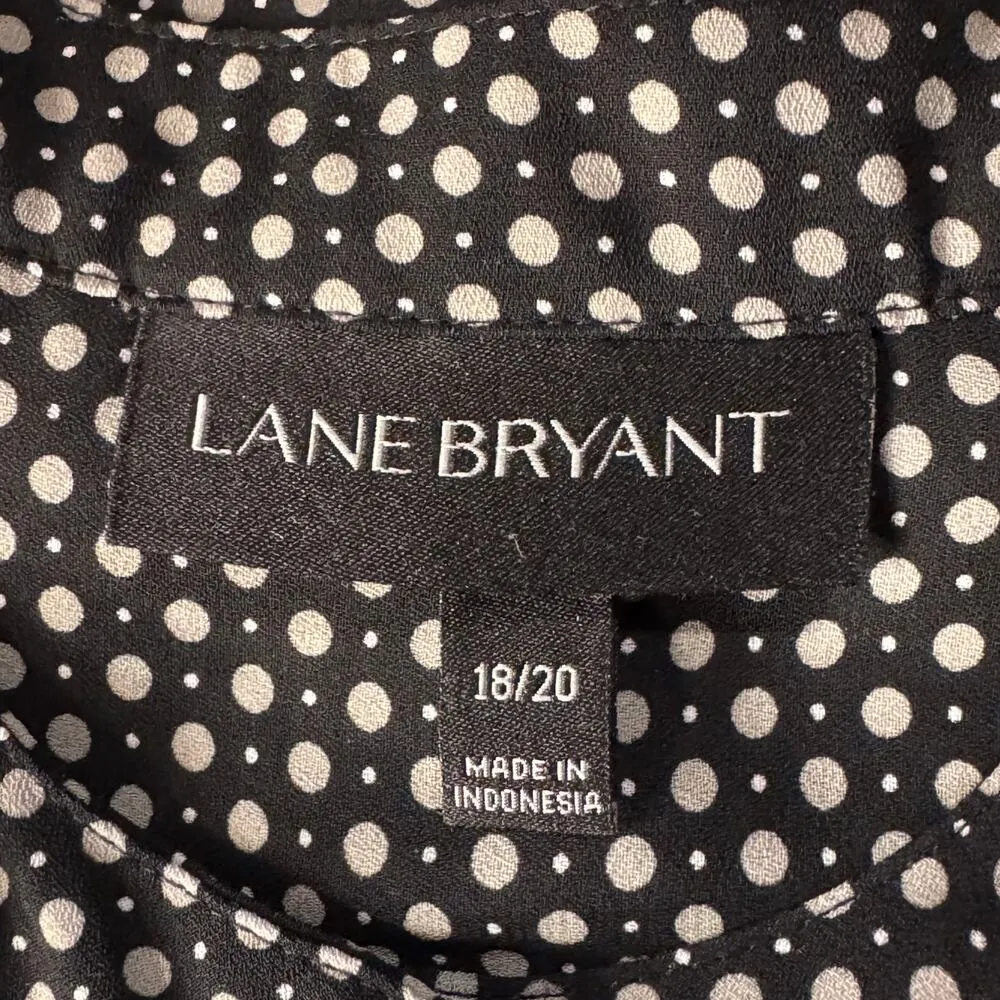 LANE BRYANT
18/20
MADE IN
INDONESIA